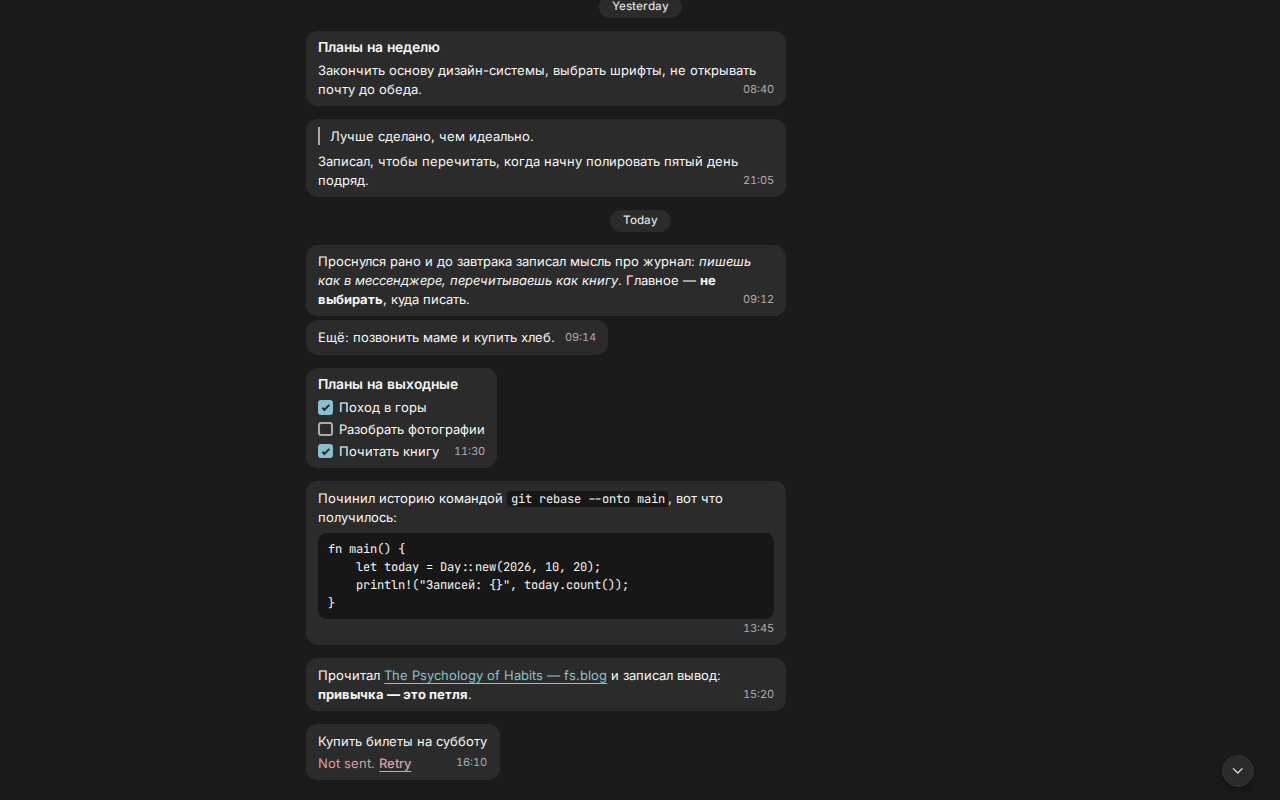 Yesterday
Планы на неделю
Закончить основу дизайн-системы, выбрать шрифты, не открывать
почту до обеда. 08:40
Лучше сделано, чем идеально.
Записал, чтобы перечитать, когда начну полировать пятый день
подряд. 21:05
Today
Проснулся рано и до завтрака записал мысль про журнал: пишешь
как в мессенджере, перечитываешь как книгу. Главное — не
выбирать, куда писать. 09:12
Ещё: позвонить маме и купить хлеб. 09:14
Планы на выходные
Поход в горы
Разобрать фотографии
Почитать книгу 11:30
Починил историю командой git rebase --onto main, вот что
получилось:
fn main() {
    let today = Day::new(2026, 10, 20);
    println!("Записей: {}", today.count());
}
13:45
Прочитал The Psychology of Habits — fs.blog и записал вывод:
привычка — это петля. 15:20
Купить билеты на субботу
Not sent. Retry 16:10